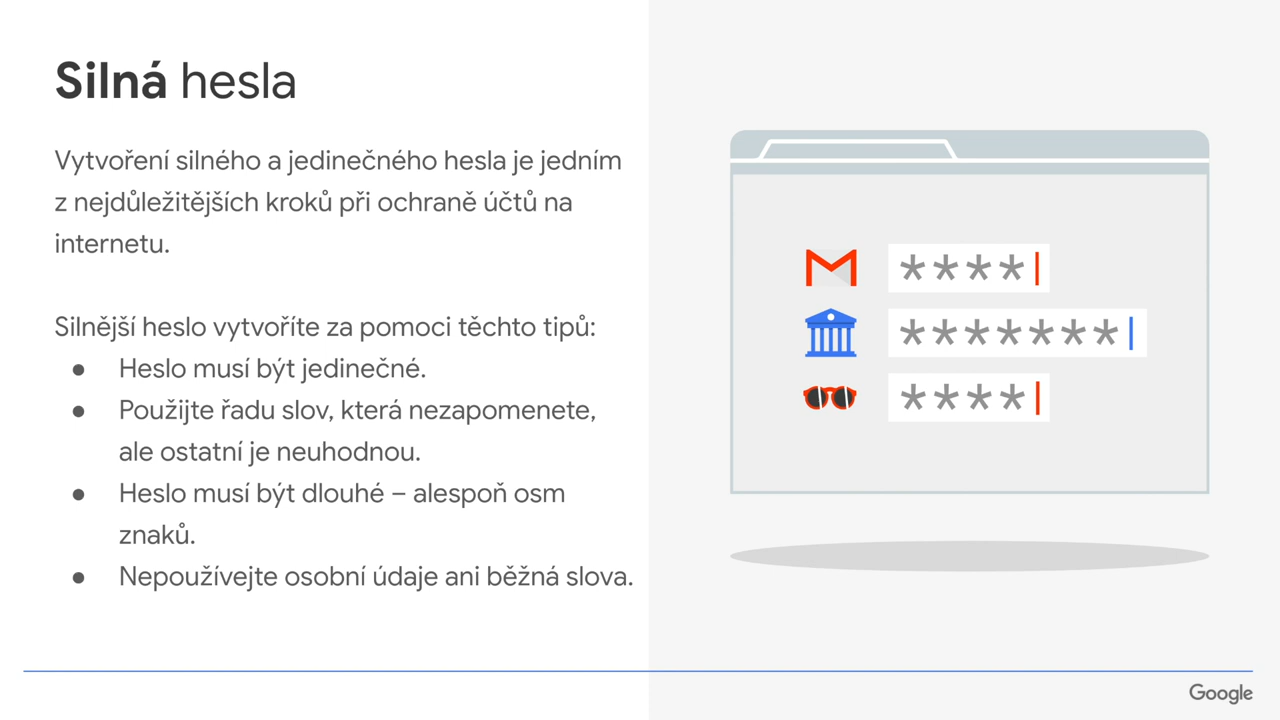 Silná hesla
Vytvoření silného a jedinečného hesla je jedním
z nejdůležitějších kroků při ochraně účtů na
internetu.
Silnější heslo vytvoříte za pomoci těchto tipů:
● Heslo musí být jedinečné.
● Použijte řadu slov, která nezapomenete,
ale ostatní je neuhodnou.
● Heslo musí být dlouhé – alespoň osm
znaků.
● Nepoužívejte osobní údaje ani běžná slova.
****|
*******|
****|
Google